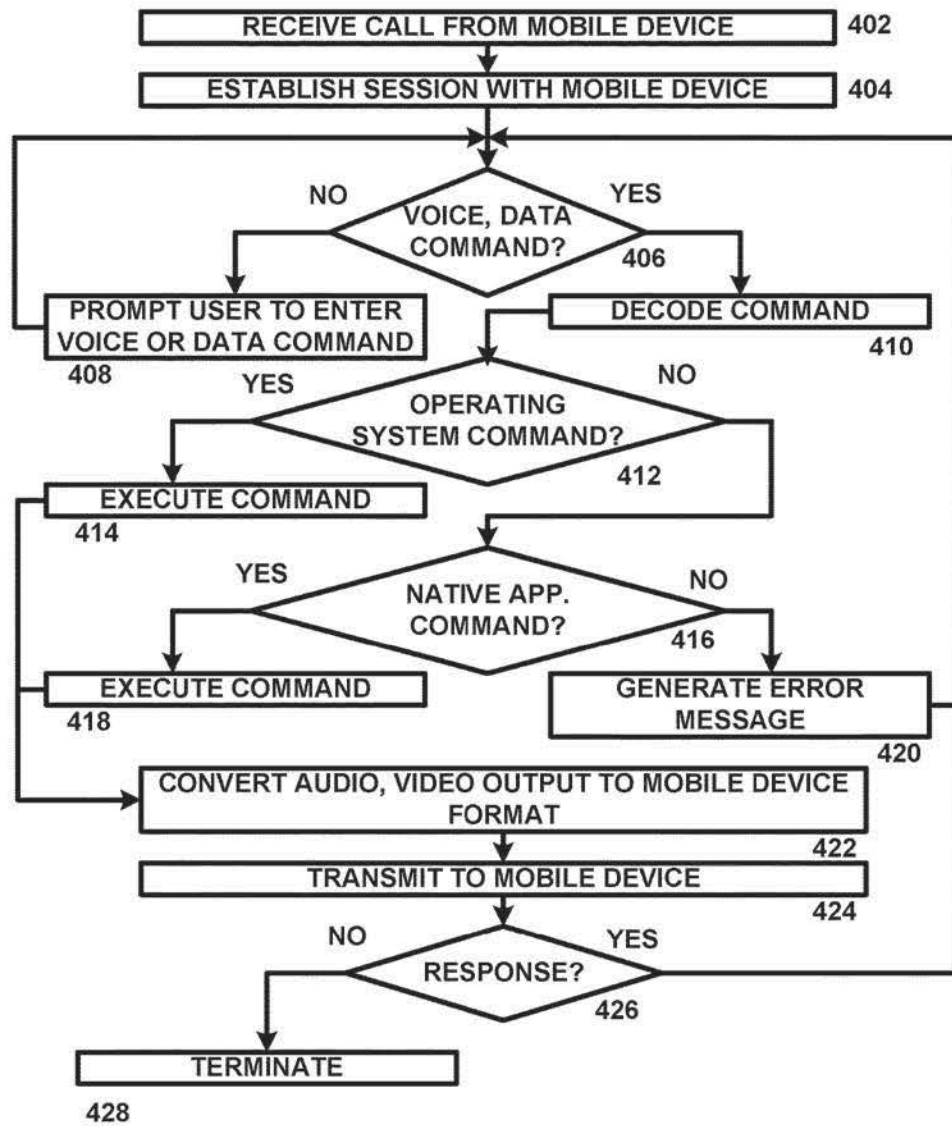 RECEIVE CALL FROM MOBILE DEVICE
402
ESTABLISH SESSION WITH MOBILE DEVICE
404
NO
YES
VOICE, DATA
COMMAND?
406
PROMPT USER TO ENTER
VOICE OR DATA COMMAND
408
DECODE COMMAND
410
YES
NO
OPERATING
SYSTEM COMMAND?
412
EXECUTE COMMAND
414
YES
NO
NATIVE APP.
COMMAND?
416
EXECUTE COMMAND
418
GENERATE ERROR
MESSAGE
420
CONVERT AUDIO, VIDEO OUTPUT TO MOBILE DEVICE
FORMAT
422
TRANSMIT TO MOBILE DEVICE
424
NO
YES
RESPONSE?
426
TERMINATE
428